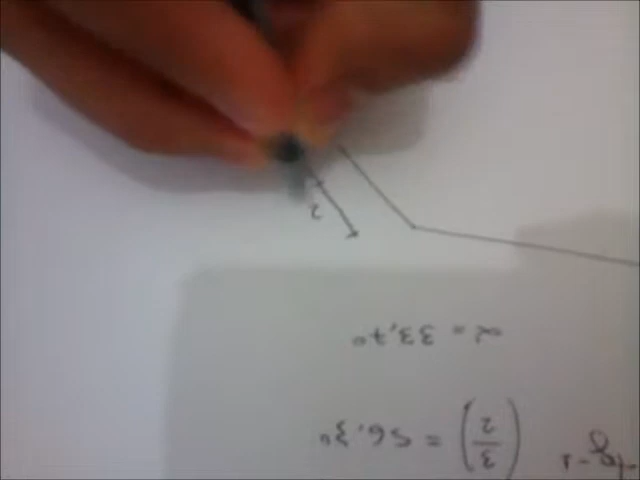 tg⁻¹ (3/2) = 56,3°
α = 33,7°
2